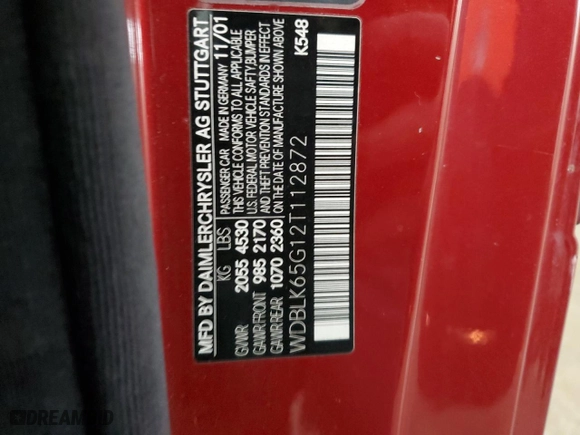 MFD BY DAIMLERCHRYSLER AG STUTTGART
KG LBS PASSENGER CAR MADE IN GERMANY 11/01
GVWR 2055 4530 THIS VEHICLE CONFORMS TO ALL APPLICABLE
GAWR FRONT 985 2170 U.S. FEDERAL MOTOR VEHICLE SAFETY, BUMPER
GAWR REAR 1070 2360 AND THEFT PREVENTION STANDARDS IN EFFECT
ON THE DATE OF MANUFACTURE SHOWN ABOVE
WDBLK65G12T112872 K548